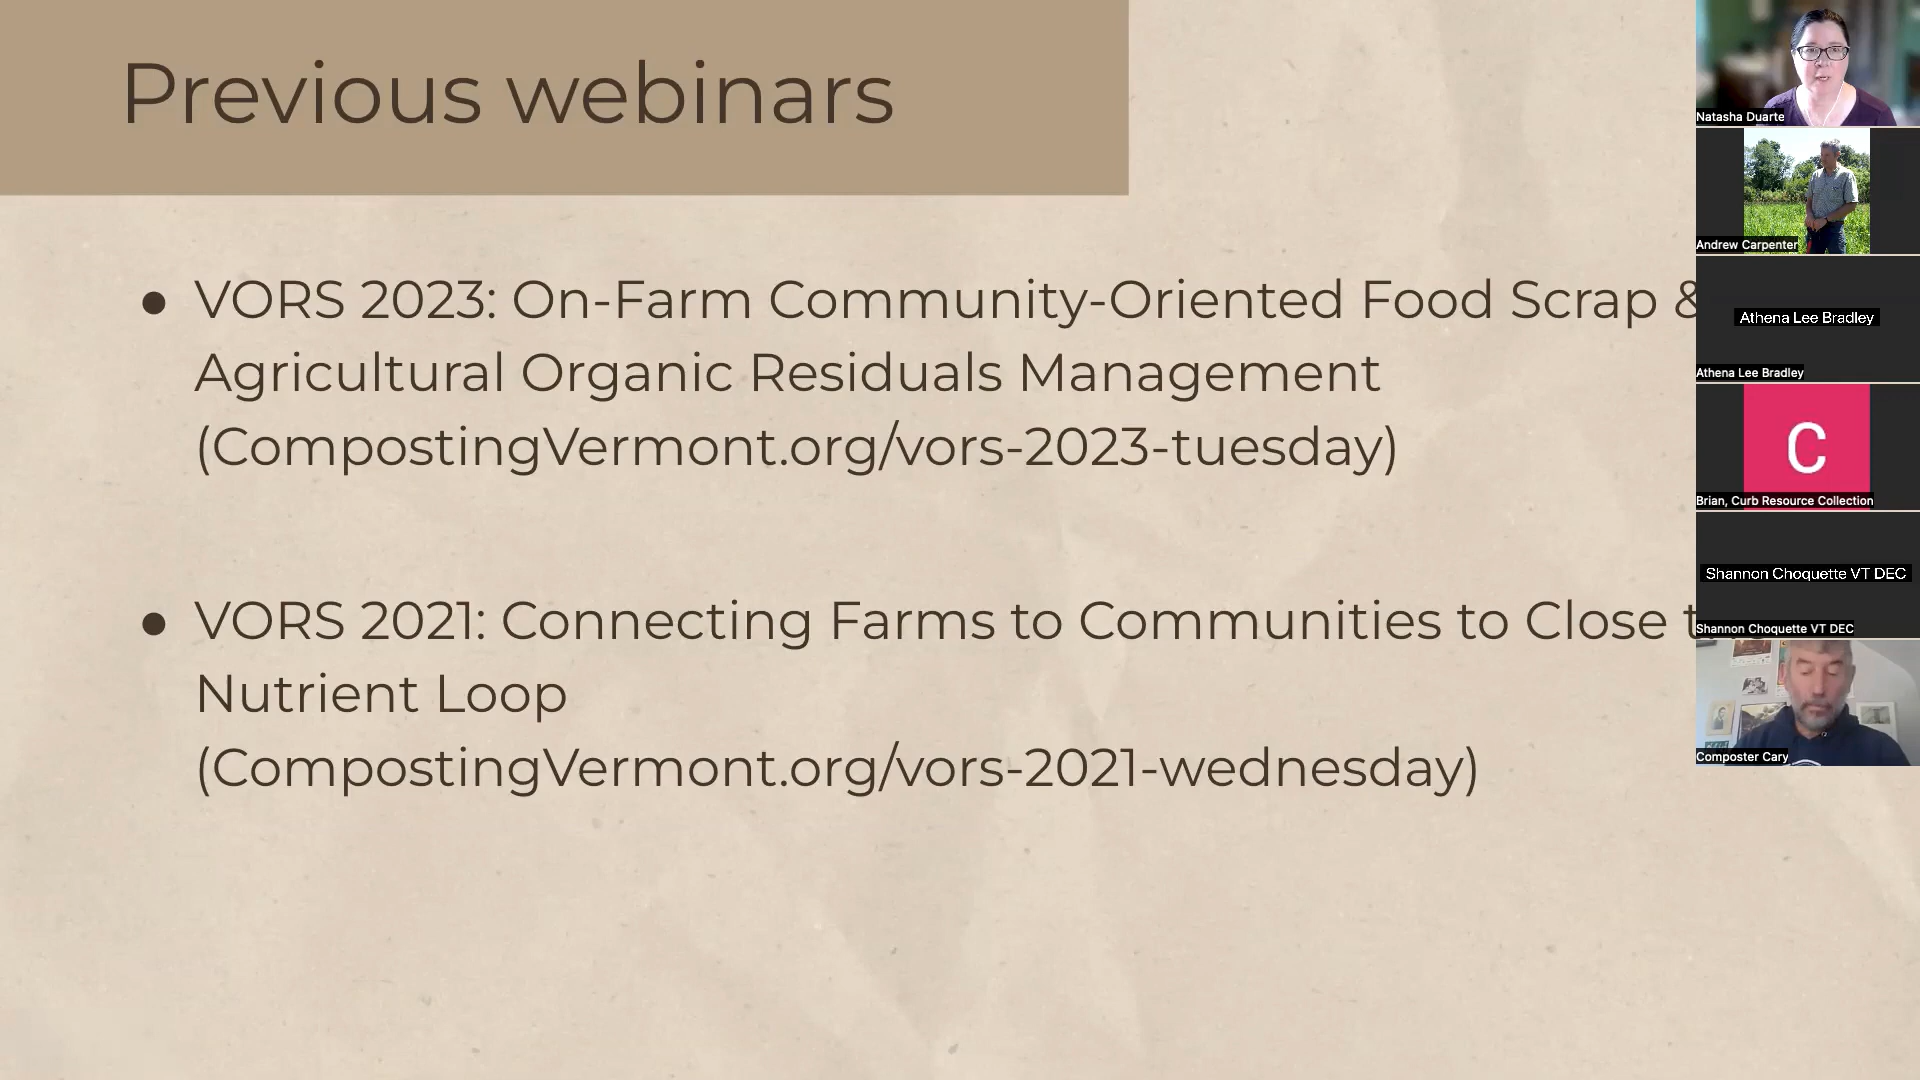 Previous webinars
● VORS 2023: On-Farm Community-Oriented Food Scrap &
Agricultural Organic Residuals Management
(CompostingVermont.org/vors-2023-tuesday)
● VORS 2021: Connecting Farms to Communities to Close
Nutrient Loop
(CompostingVermont.org/vors-2021-wednesday)
Natasha Duarte
Andrew Carpenter
Athena Lee Bradley
Athena Lee Bradley
C
Brian, Curb Resource Collection
Shannon Choquette VT DEC
Shannon Choquette VT DEC
Composter Cary